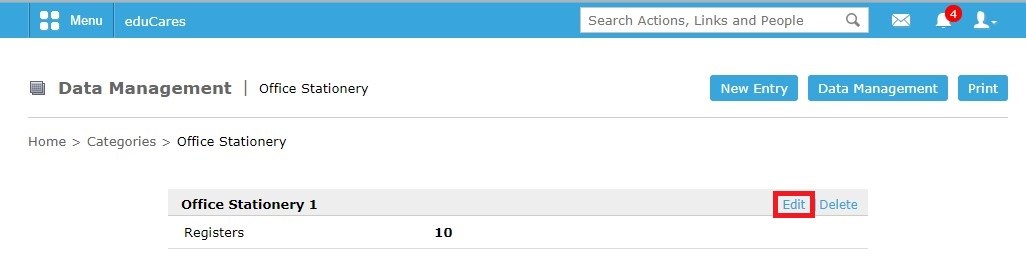 Menu eduCares Search Actions, Links and People 4
Data Management | Office Stationery New Entry Data Management Print
Home > Categories > Office Stationery
Office Stationery 1 Edit Delete
Registers 10